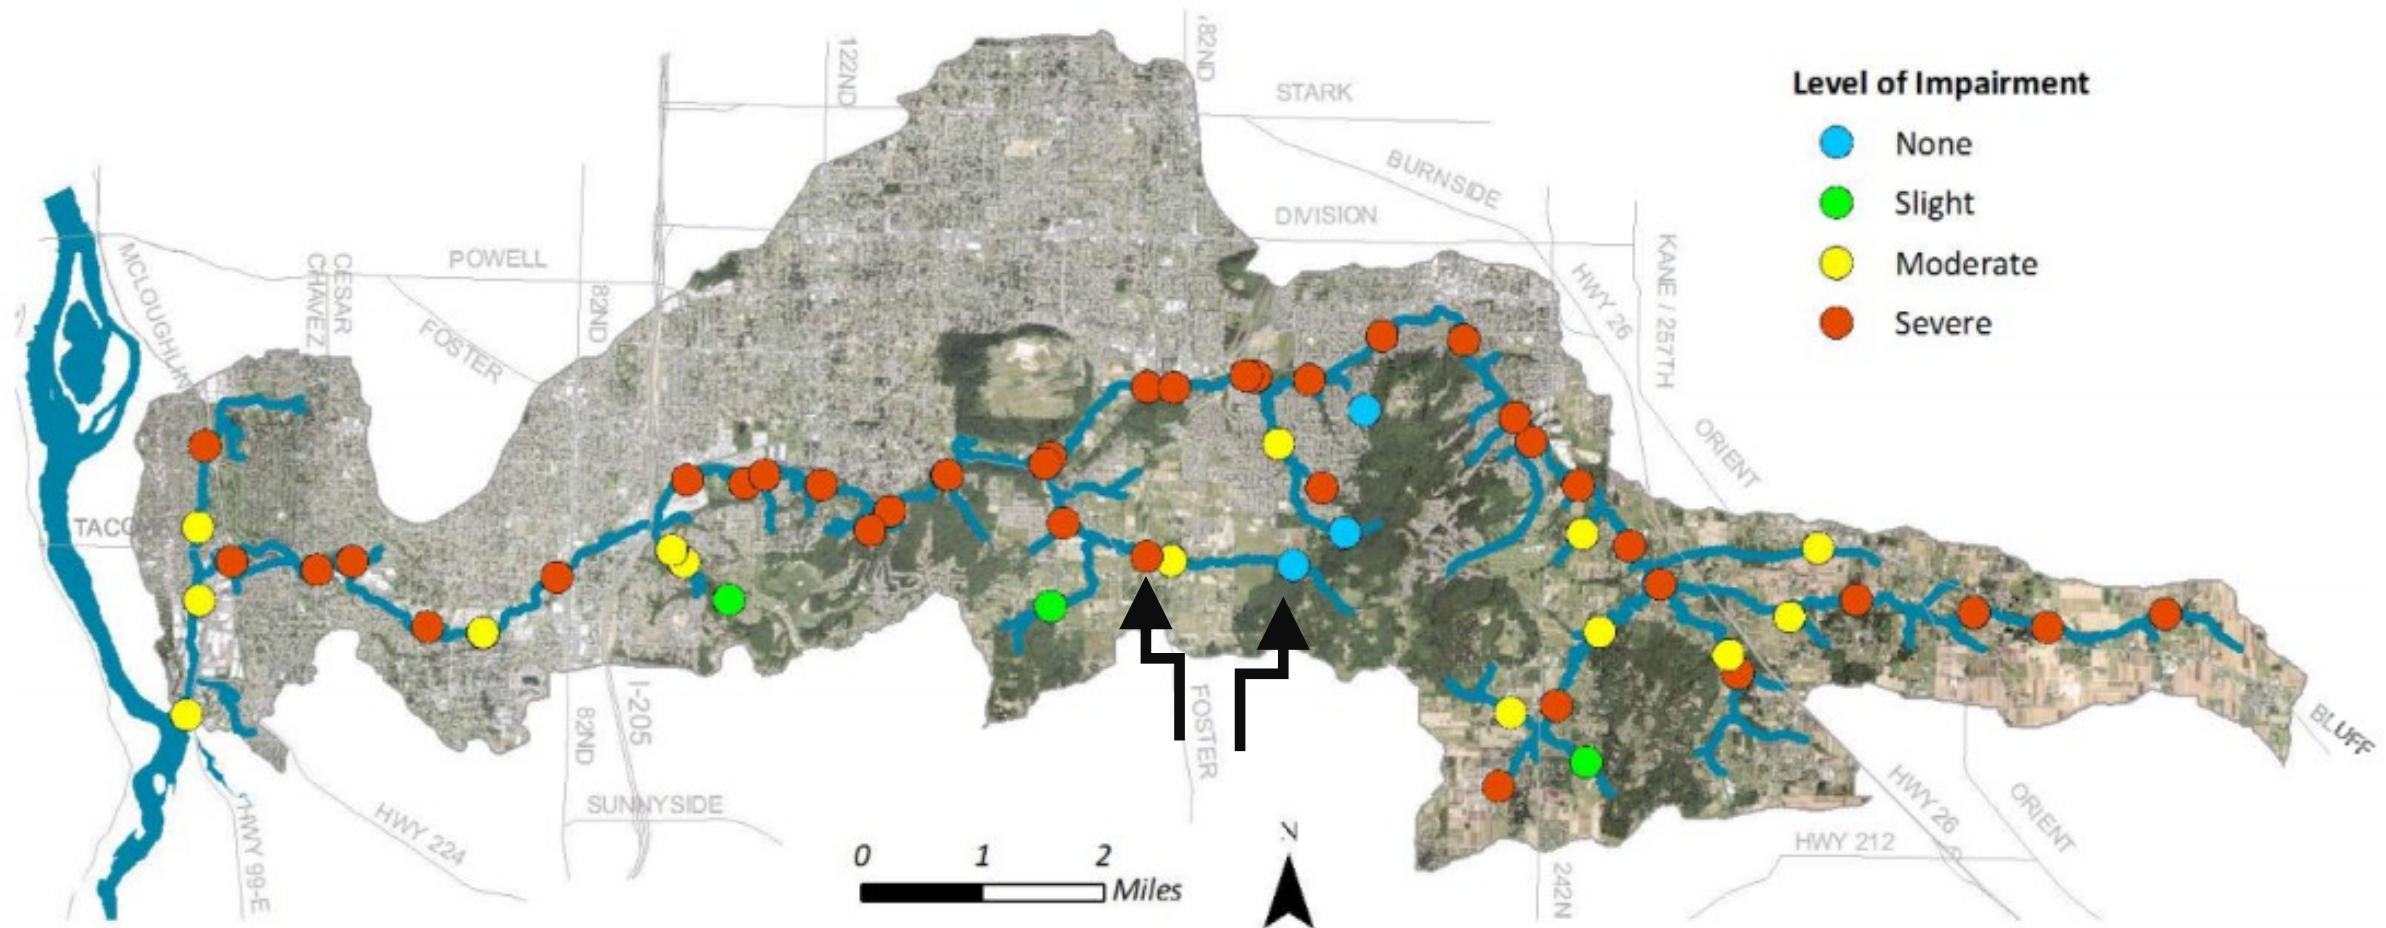 Level of Impairment
None
Slight
Moderate
Severe
122ND
82ND
STARK
BURNSIDE
DIVISION
KANE / 257TH
HWY 26
ORIENT
MCLOUGHLIN
CESAR
CHAVEZ
POWELL
FOSTER
82ND
TACO
I-205
82ND
SUNNYSIDE
HWY 224
HWY 99-E
FOSTER
0 1 2
Miles
N
242N
HWY 212
HWY 26
ORIENT
BLUFF